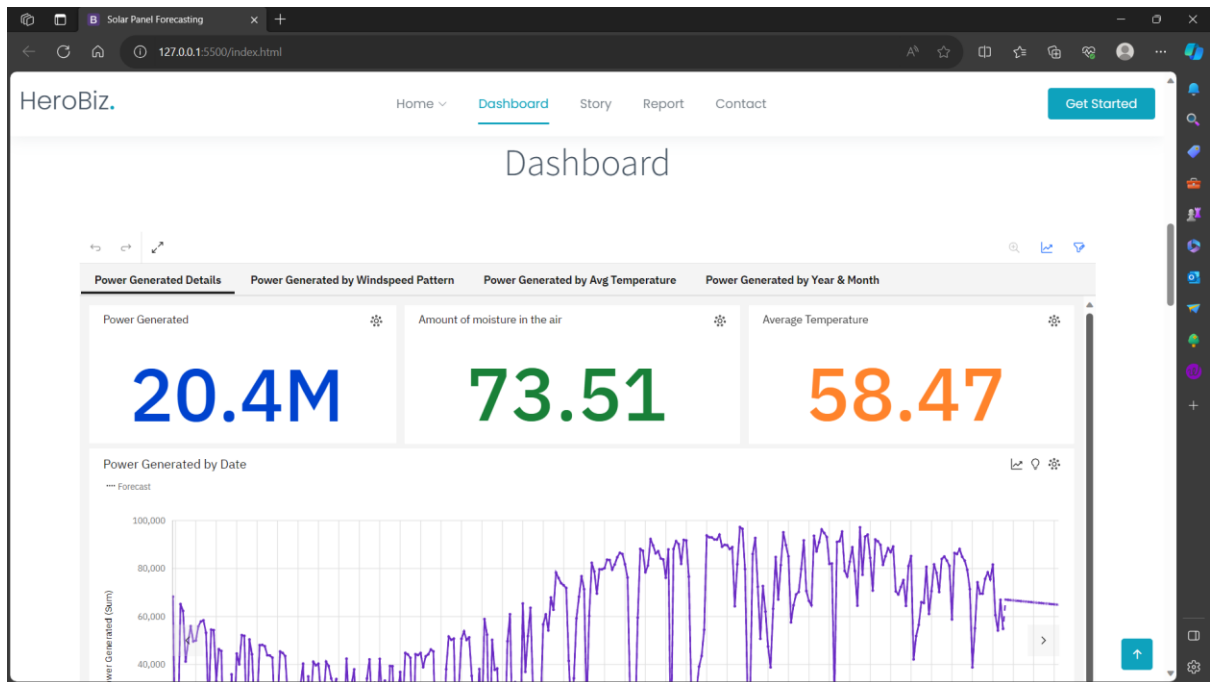 Solar Panel Forecasting
127.0.0.1:5500/index.html
HeroBiz.
Home Dashboard Story Report Contact
Get Started
Dashboard
Power Generated Details Power Generated by Windspeed Pattern Power Generated by Avg Temperature Power Generated by Year & Month
Power Generated Amount of moisture in the air Average Temperature
20.4M 73.51 58.47
Power Generated by Date
Forecast
100,000
80,000
60,000
40,000
Generated (Sum)